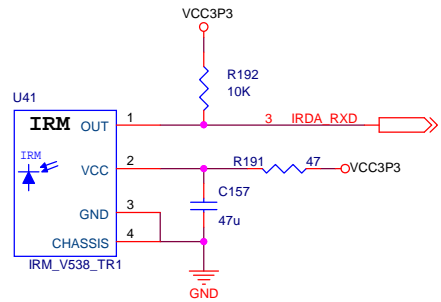 VCC3P3
R192
10K
U41
IRM
OUT
1
3
IRDA_RXD
IRM
VCC
2
R191
47
VCC3P3
C157
47u
GND
3
CHASSIS
4
IRM_V538_TR1
GND